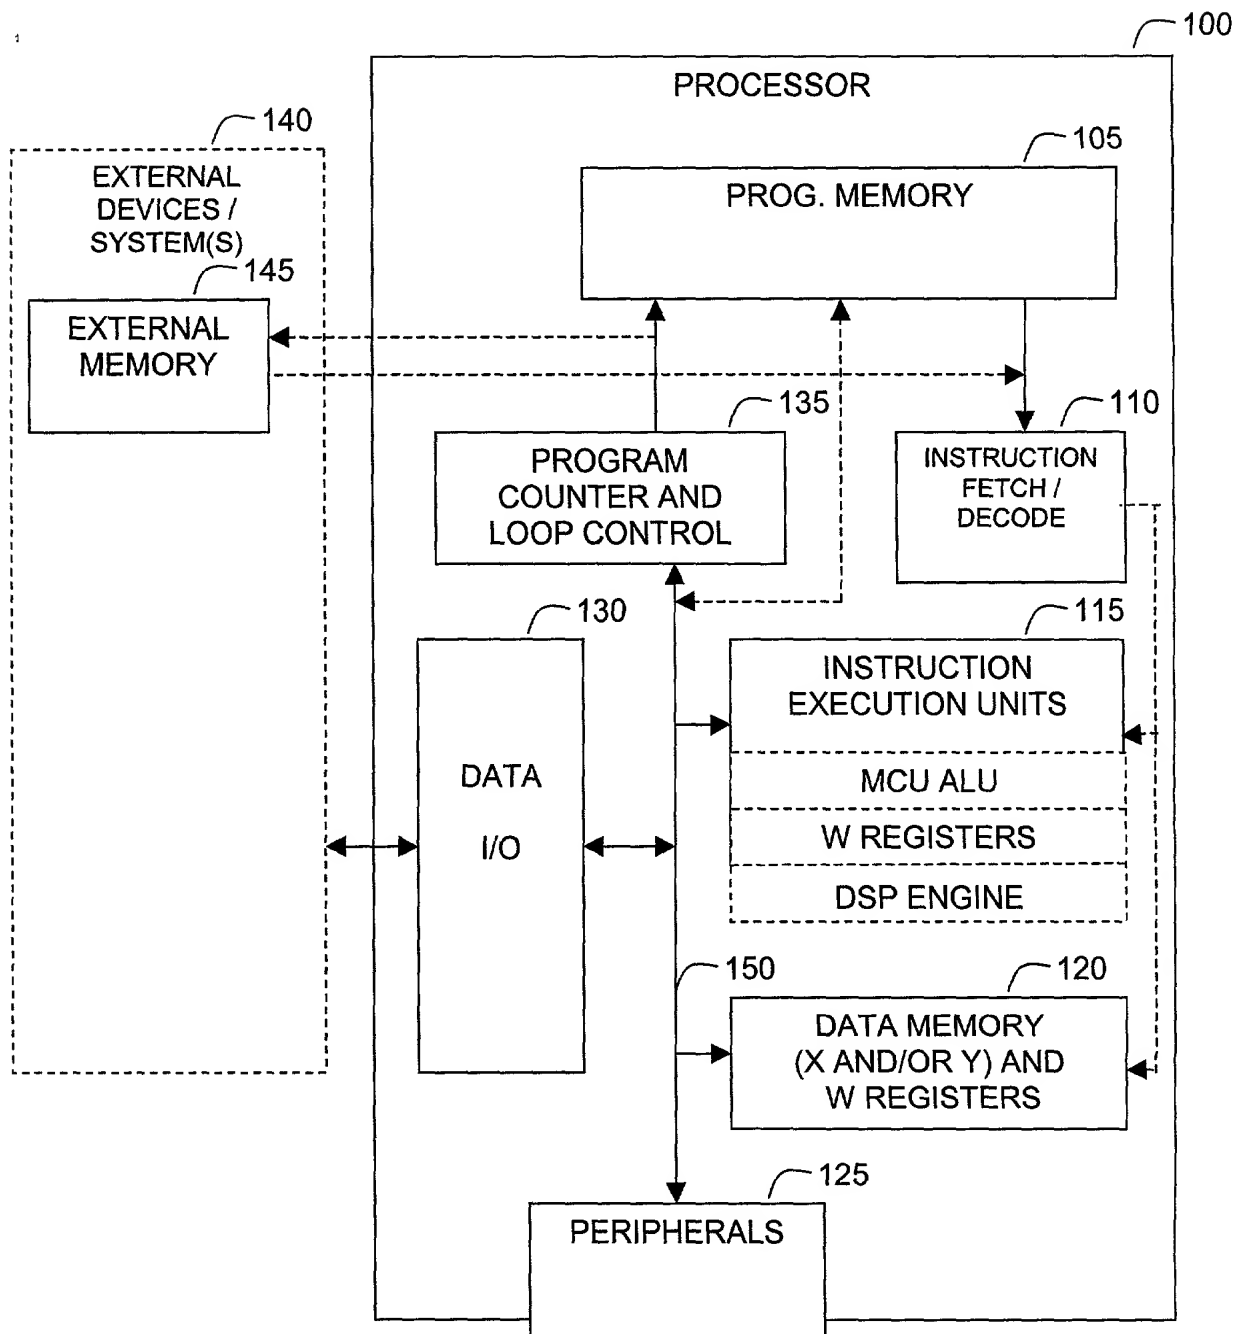 100
PROCESSOR
140
EXTERNAL
DEVICES /
SYSTEM(S)
105
PROG. MEMORY
145
EXTERNAL
MEMORY
135
PROGRAM
COUNTER AND
LOOP CONTROL
110
INSTRUCTION
FETCH /
DECODE
130
DATA
I/O
115
INSTRUCTION
EXECUTION UNITS
MCU ALU
W REGISTERS
DSP ENGINE
150
120
DATA MEMORY
(X AND/OR Y) AND
W REGISTERS
125
PERIPHERALS